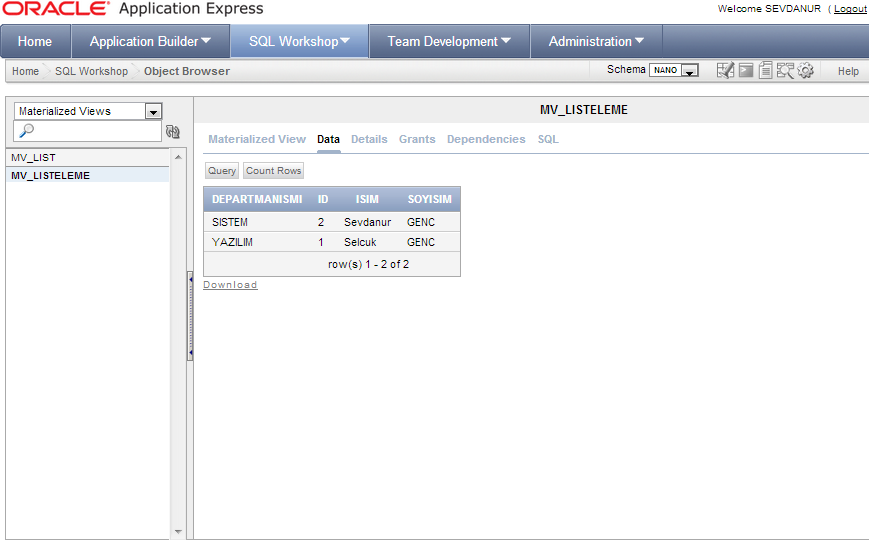 ORACLE Application Express
Welcome SEVDANUR ( Logout
Home Application Builder SQL Workshop Team Development Administration
Home SQL Workshop Object Browser Schema NANO Help
Materialized Views
MV_LIST
MV_LISTELEME
MV_LISTELEME
Materialized View Data Details Grants Dependencies SQL
Query Count Rows
DEPARTMANISMI ID ISIM SOYISIM
SISTEM 2 Sevdanur GENC
YAZILIM 1 Selcuk GENC
row(s) 1 - 2 of 2
Download